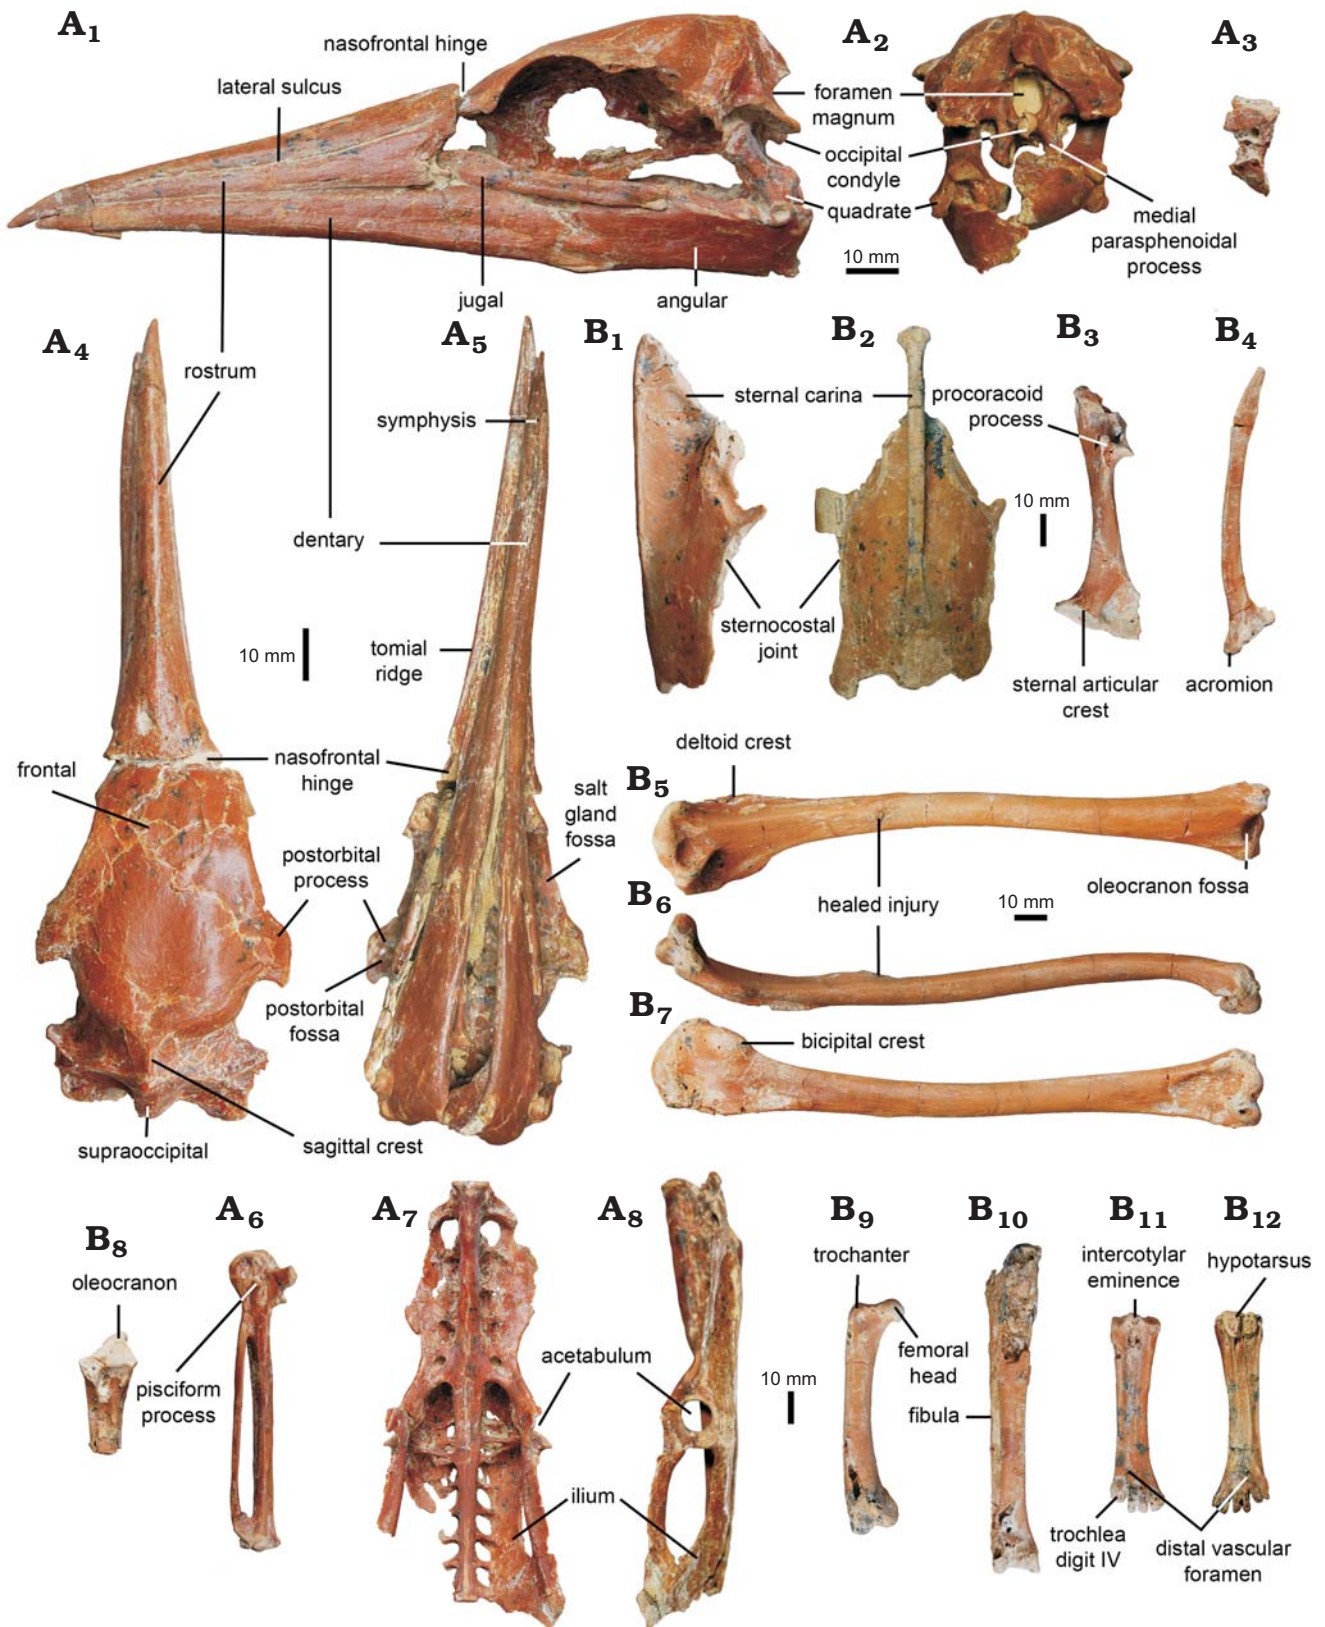 A1
nasofrontal hinge
lateral sulcus
A2
A3
foramen
magnum
occipital
condyle
quadrate
medial
parasphenoidal
process
10 mm
jugal
angular
A4
rostrum
A5
symphysis
dentary
B1
B2
sternal carina
B3
procoracoid
process
B4
10 mm
tomial
ridge
10 mm
sternocostal
joint
sternal articular
crest
acromion
frontal
nasofrontal
hinge
salt
gland
fossa
postorbital
process
postorbital
fossa
supraoccipital
sagittal crest
deltoid crest
B5
healed injury
oleocranon fossa
10 mm
B6
B7
bicipital crest
B8
oleocranon
A6
pisciform
process
A7
A8
acetabulum
ilium
10 mm
B9
trochanter
femoral
head
B10
fibula
B11
intercotylar
eminence
B12
hypotarsus
trochlea
digit IV
distal vascular
foramen